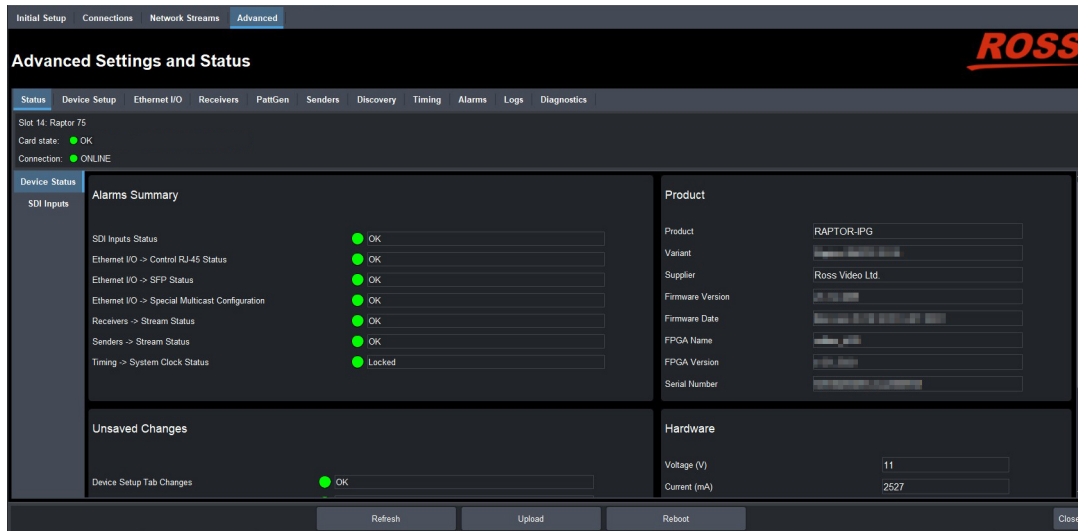 Initial Setup Connections Network Streams Advanced
Advanced Settings and Status
ROSS
Status Device Setup Ethernet I/O Receivers PattGen Senders Discovery Timing Alarms Logs Diagnostics
Slot 14: Raptor 75
Card state: OK
Connection: ONLINE
Device Status
SDI Inputs
Alarms Summary
SDI Inputs Status OK
Ethernet I/O -> Control RJ-45 Status OK
Ethernet I/O -> SFP Status OK
Ethernet I/O -> Special Multicast Configuration OK
Receivers -> Stream Status OK
Senders -> Stream Status OK
Timing -> System Clock Status Locked
Product
Product RAPTOR-IPG
Variant
Supplier Ross Video Ltd.
Firmware Version
Firmware Date
FPGA Name
FPGA Version
Serial Number
Unsaved Changes
Device Setup Tab Changes OK
Hardware
Voltage (V) 11
Current (mA) 2527
Refresh Upload Reboot Close